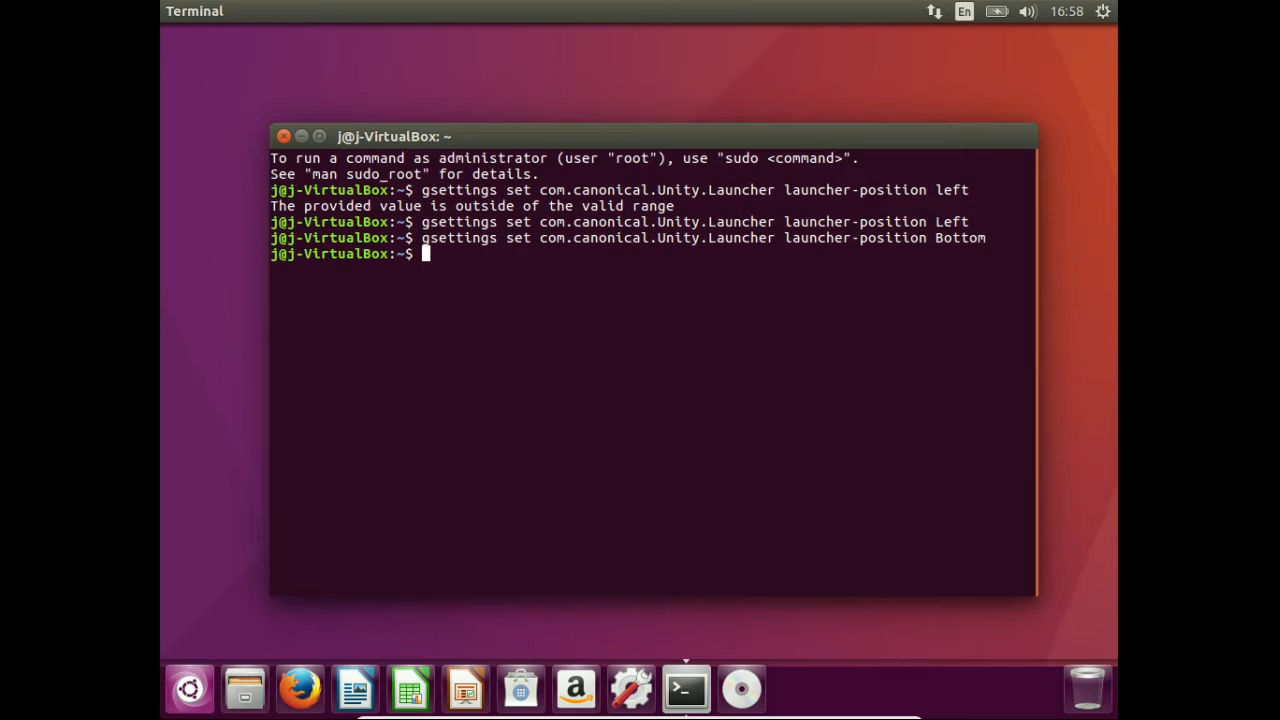 Terminal
En
16:58
j@j-VirtualBox: ~
To run a command as administrator (user "root"), use "sudo <command>".
See "man sudo_root" for details.
j@j-VirtualBox:~$ gsettings set com.canonical.Unity.Launcher launcher-position left
The provided value is outside of the valid range
j@j-VirtualBox:~$ gsettings set com.canonical.Unity.Launcher launcher-position Left
j@j-VirtualBox:~$ gsettings set com.canonical.Unity.Launcher launcher-position Bottom
j@j-VirtualBox:~$